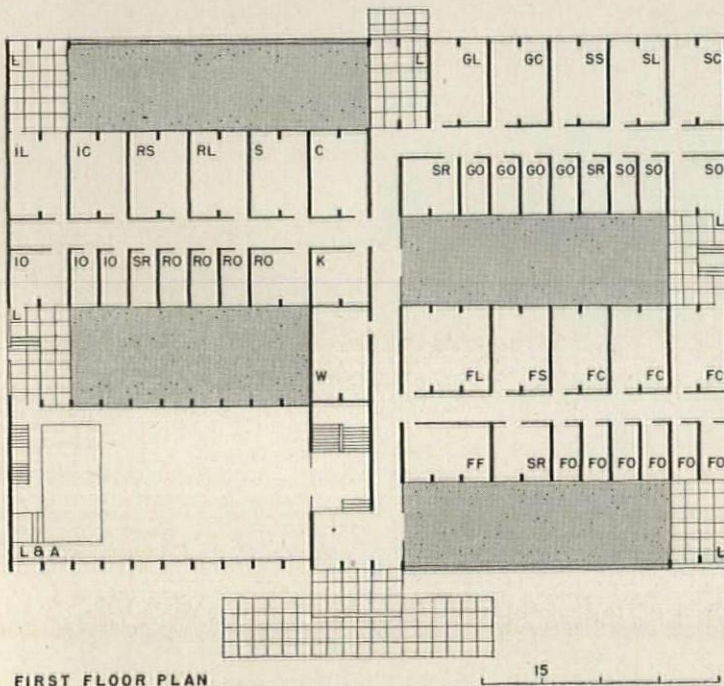 L L GL GC SS SL SC
IL IC RS RL S C
SR GO GO GO GO SR SO SO SO
L
IO IO IO SR RO RO RO RO K
L
W FL FS FC FC FC
FF SR FO FO FO FO FO FO
L & A L
FIRST FLOOR PLAN 15